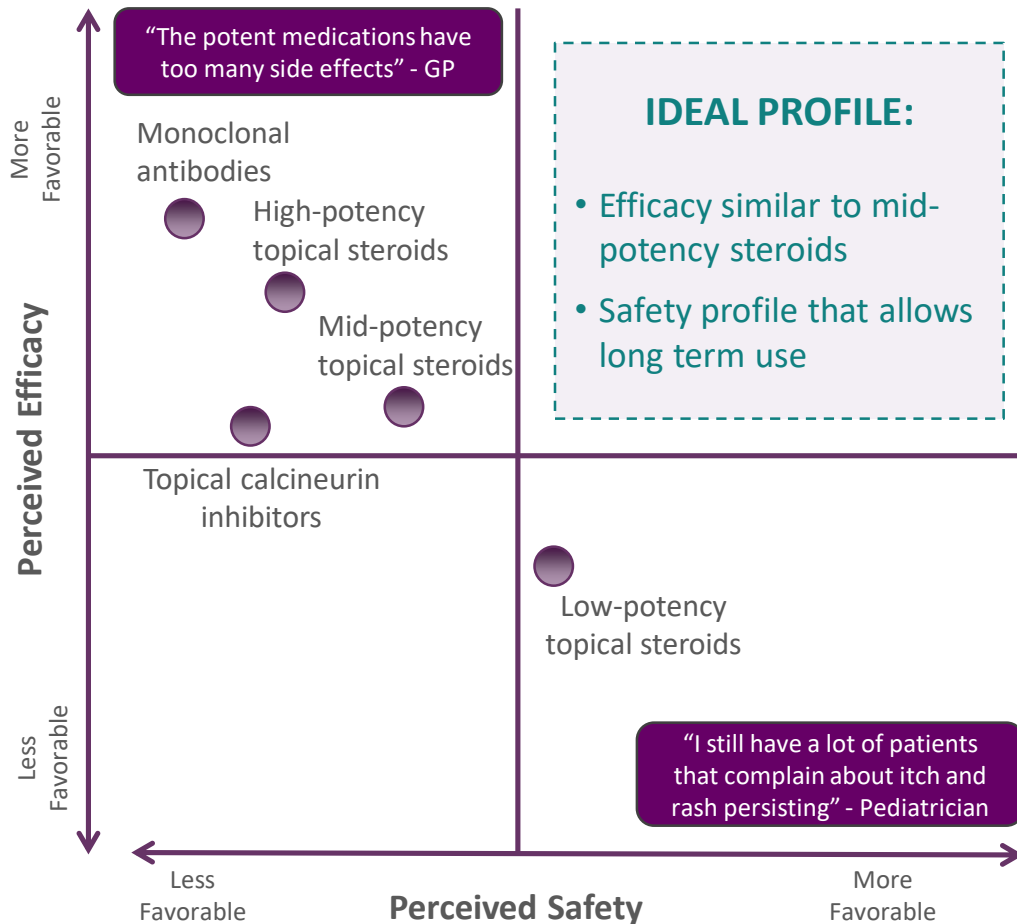 “The potent medications have
too many side effects” - GP
More
Favorable
Monoclonal
antibodies
High-potency
topical steroids
Mid-potency
topical steroids
IDEAL PROFILE:
• Efficacy similar to mid-
potency steroids
• Safety profile that allows
long term use
Perceived Efficacy
Topical calcineurin
inhibitors
Low-potency
topical steroids
Less
Favorable
“I still have a lot of patients
that complain about itch and
rash persisting” - Pediatrician
Less
Favorable
Perceived Safety
More
Favorable